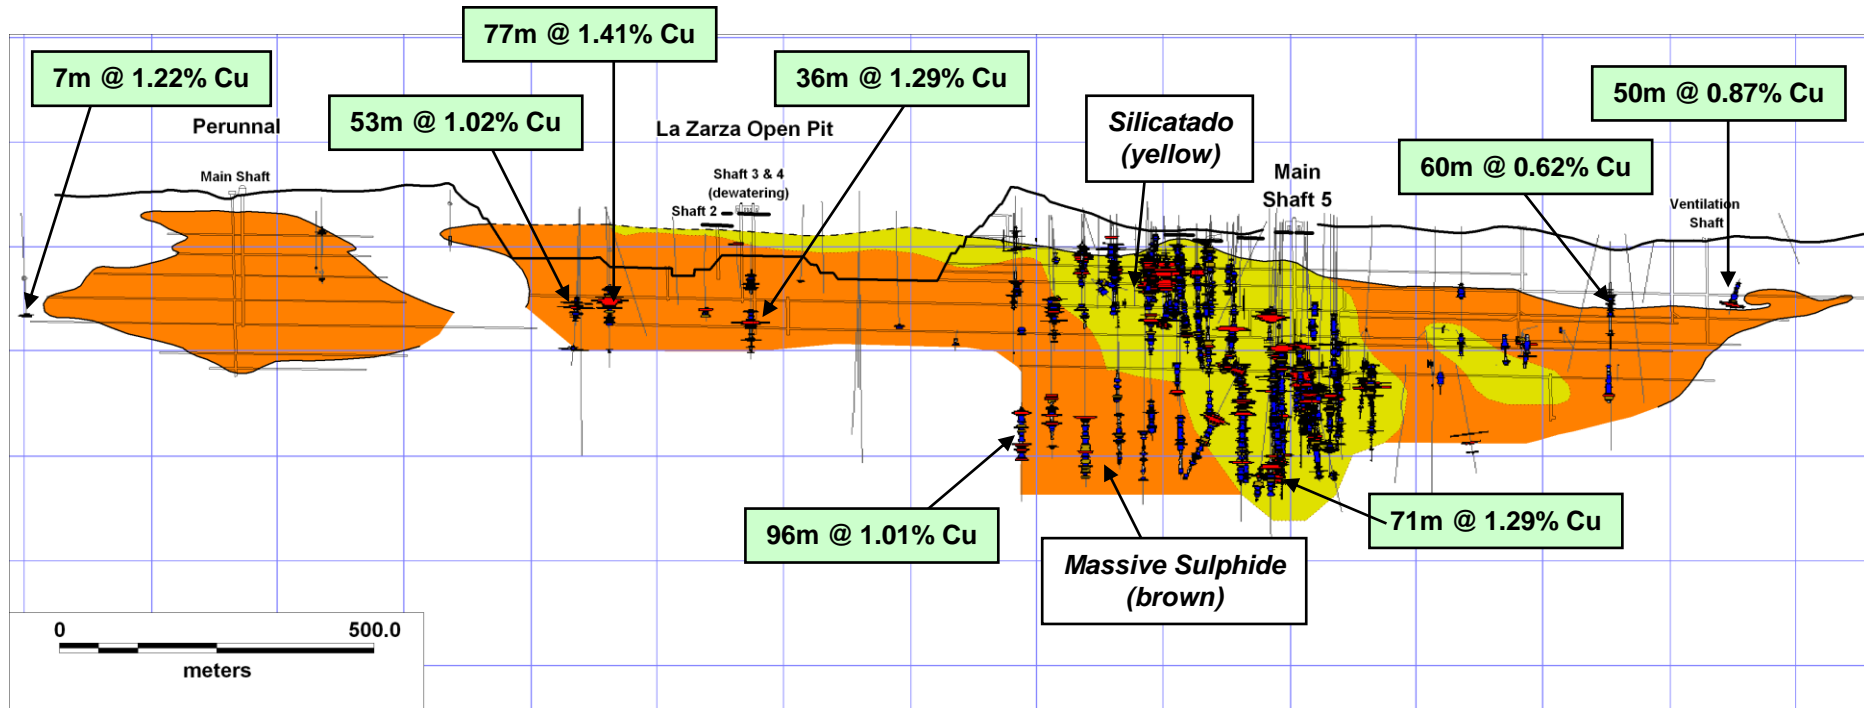 77m @ 1.41% Cu
7m @ 1.22% Cu
36m @ 1.29% Cu
50m @ 0.87% Cu
53m @ 1.02% Cu
Perunnal
La Zarza Open Pit
Silicatado
(yellow)
60m @ 0.62% Cu
Main Shaft
Shaft 3 & 4
(dewatering)
Shaft 2
Main
Shaft 5
Ventilation
Shaft
96m @ 1.01% Cu
71m @ 1.29% Cu
Massive Sulphide
(brown)
0 500.0
meters